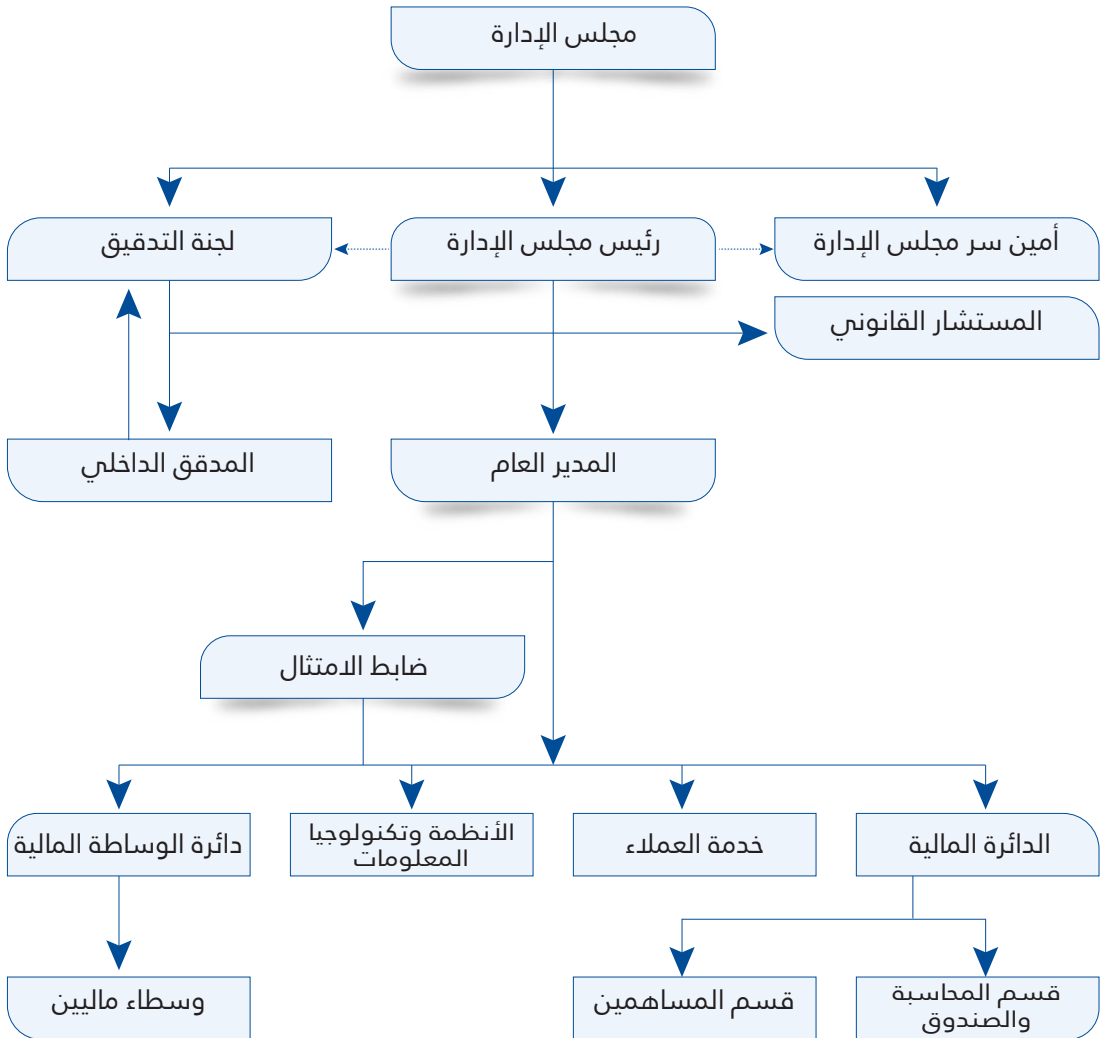 مجلس الإدارة
أمين سر مجلس الإدارة
رئيس مجلس الإدارة
لجنة التدقيق
المستشار القانوني
المدير العام
المدقق الداخلي
ضابط الامتثال
الدائرة المالية
خدمة العملاء
الأنظمة وتكنولوجيا
المعلومات
دائرة الوساطة المالية
قسم المحاسبة
والصندوق
قسم المساهمين
وسطاء ماليين